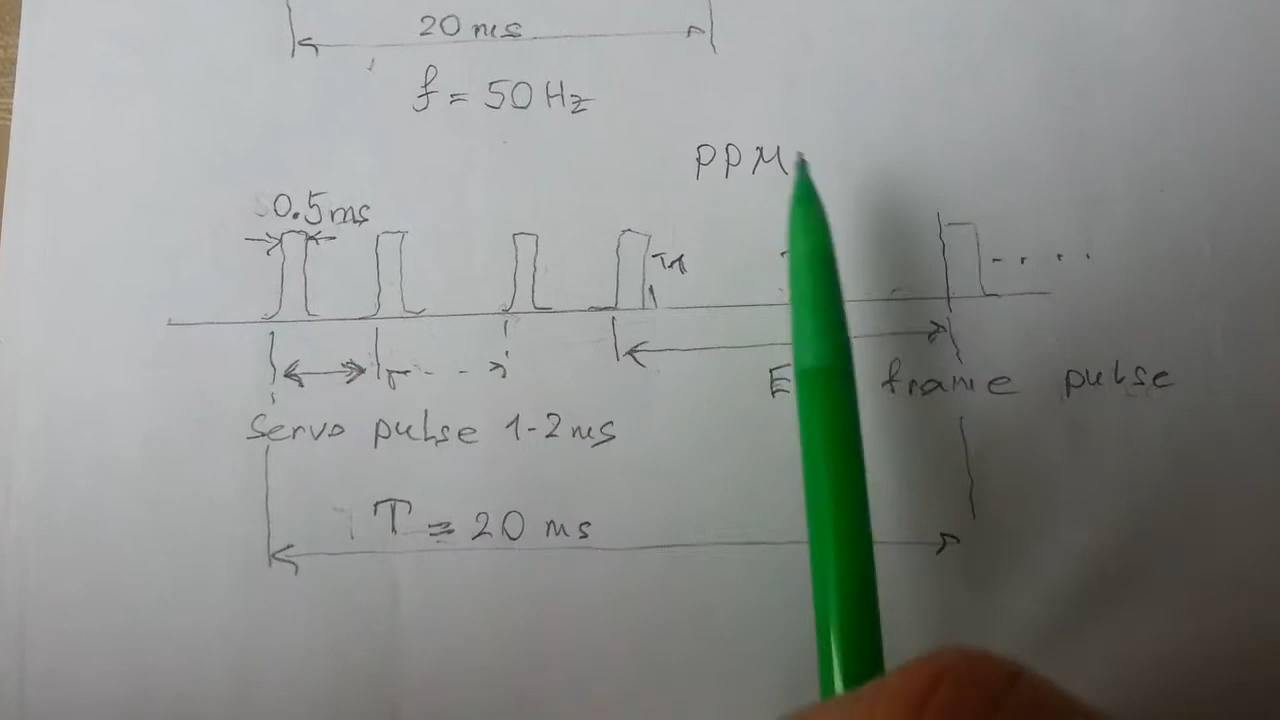 20 ms
f = 50 Hz
PPM
0.5 ms
Servo pulse 1-2 ms
frame pulse
T = 20 ms